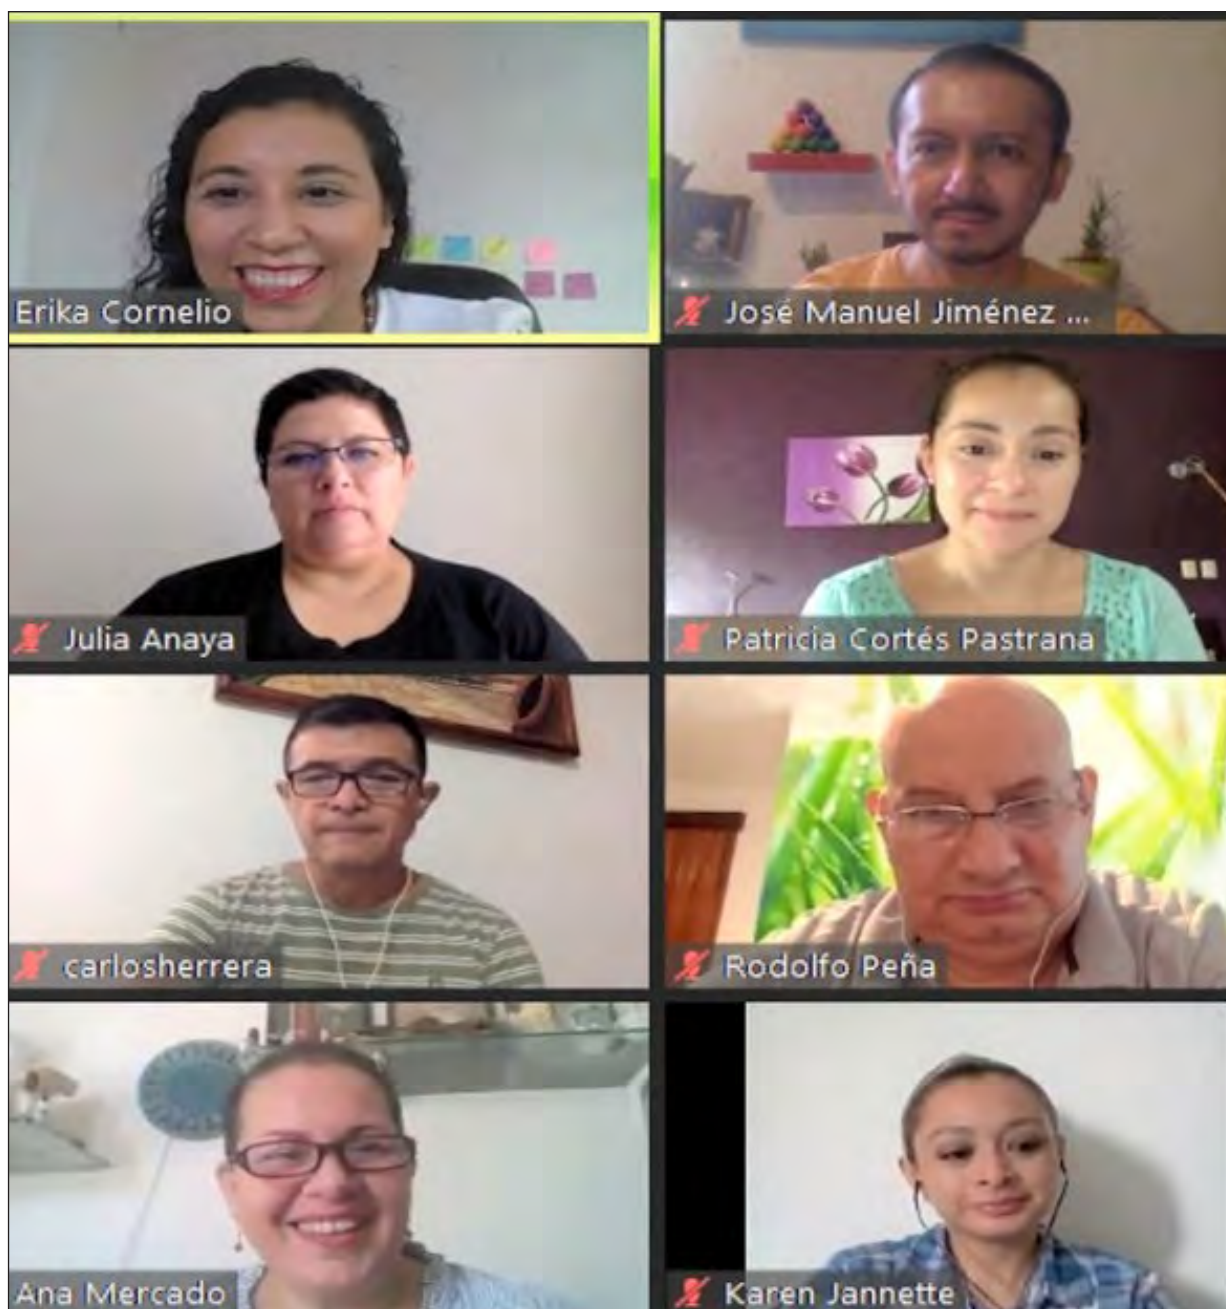 Erika Cornelio
José Manuel Jiménez ...
Julia Anaya
Patricia Cortés Pastrana
carlosherrera
Rodolfo Peña
Ana Mercado
Karen Jannette